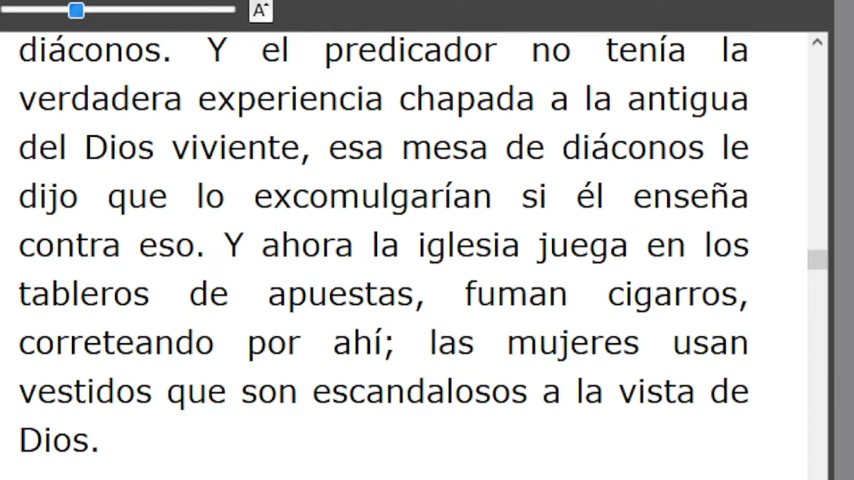 A
diáconos. Y el predicador no tenía la
verdadera experiencia chapada a la antigua
del Dios viviente, esa mesa de diáconos le
dijo que lo excomulgarían si él enseña
contra eso. Y ahora la iglesia juega en los
tableros de apuestas, fuman cigarros,
correteando por ahí; las mujeres usan
vestidos que son escandalosos a la vista de
Dios.